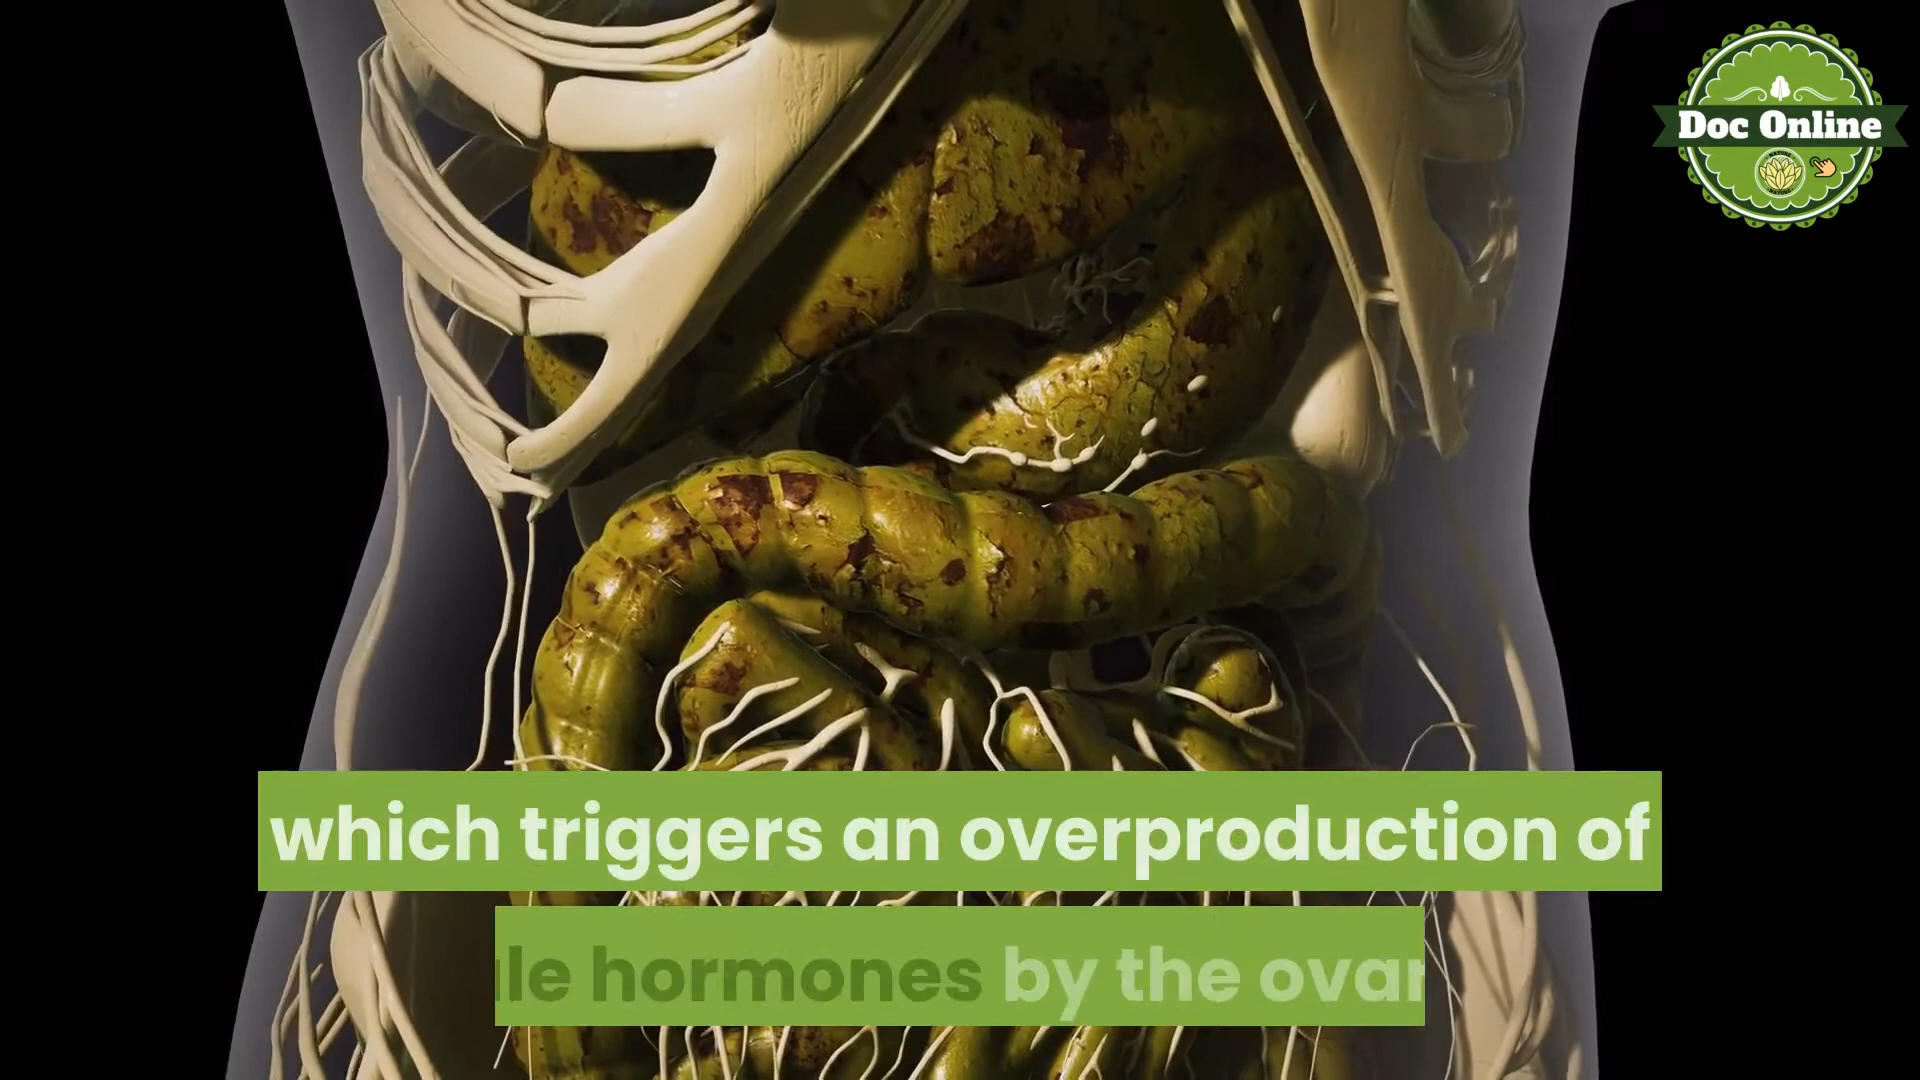 Doc Online
which triggers an overproduction of
hormones by the